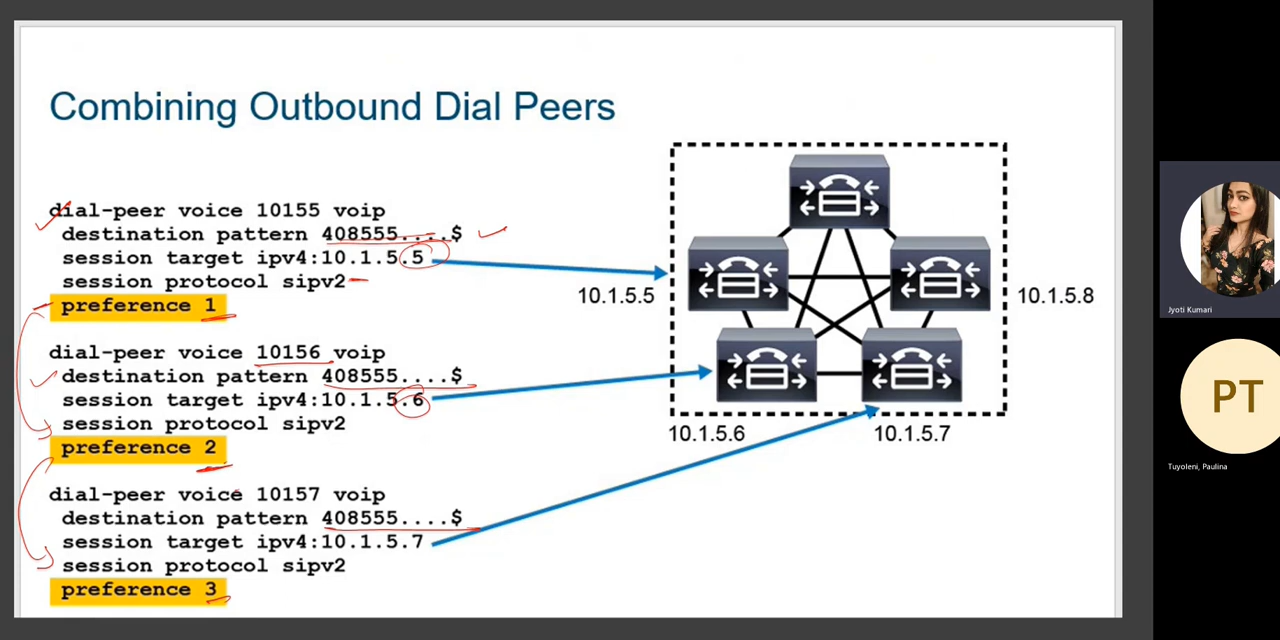 Combining Outbound Dial Peers
dial-peer voice 10155 voip
destination pattern 408555....$
session target ipv4:10.1.5.5
session protocol sipv2
preference 1
dial-peer voice 10156 voip
destination pattern 408555....$
session target ipv4:10.1.5.6
session protocol sipv2
preference 2
dial-peer voice 10157 voip
destination pattern 408555....$
session target ipv4:10.1.5.7
session protocol sipv2
preference 3
10.1.5.5
10.1.5.8
10.1.5.6
10.1.5.7
Jyoti Kumari
PT
Tuyoleni, Paulina